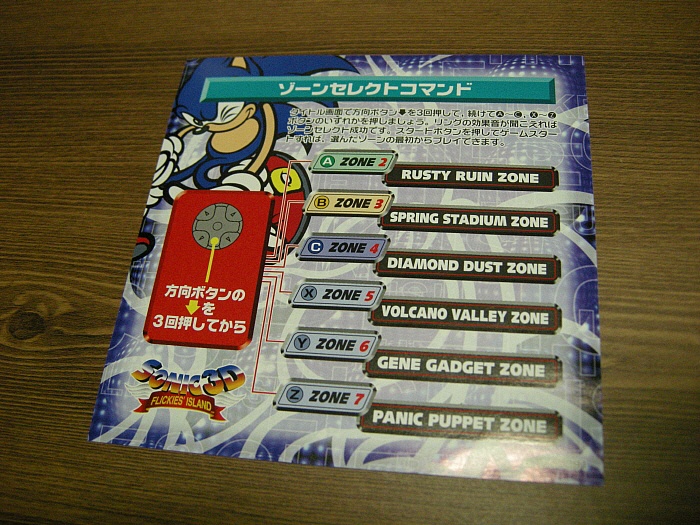 ゾーンセレクトコマンド
タイトル画面で方向ボタン⬇を3回押して、続けてⒶ~Ⓒ、Ⓧ~Ⓩ
ボタンのいずれかを押しましょう。リングの効果音が聞こえれば
ゾーンセレクト成功です。スタートボタンを押してゲームスター
トすれば、選んだゾーンの最初からプレイできます。
A ZONE 2
RUSTY RUIN ZONE
B ZONE 3
SPRING STADIUM ZONE
C ZONE 4
DIAMOND DUST ZONE
X ZONE 5
VOLCANO VALLEY ZONE
Y ZONE 6
GENE GADGET ZONE
Z ZONE 7
PANIC PUPPET ZONE
方向ボタンの
⬇を
3回押してから
SONIC 3D
FLICKIES' ISLAND